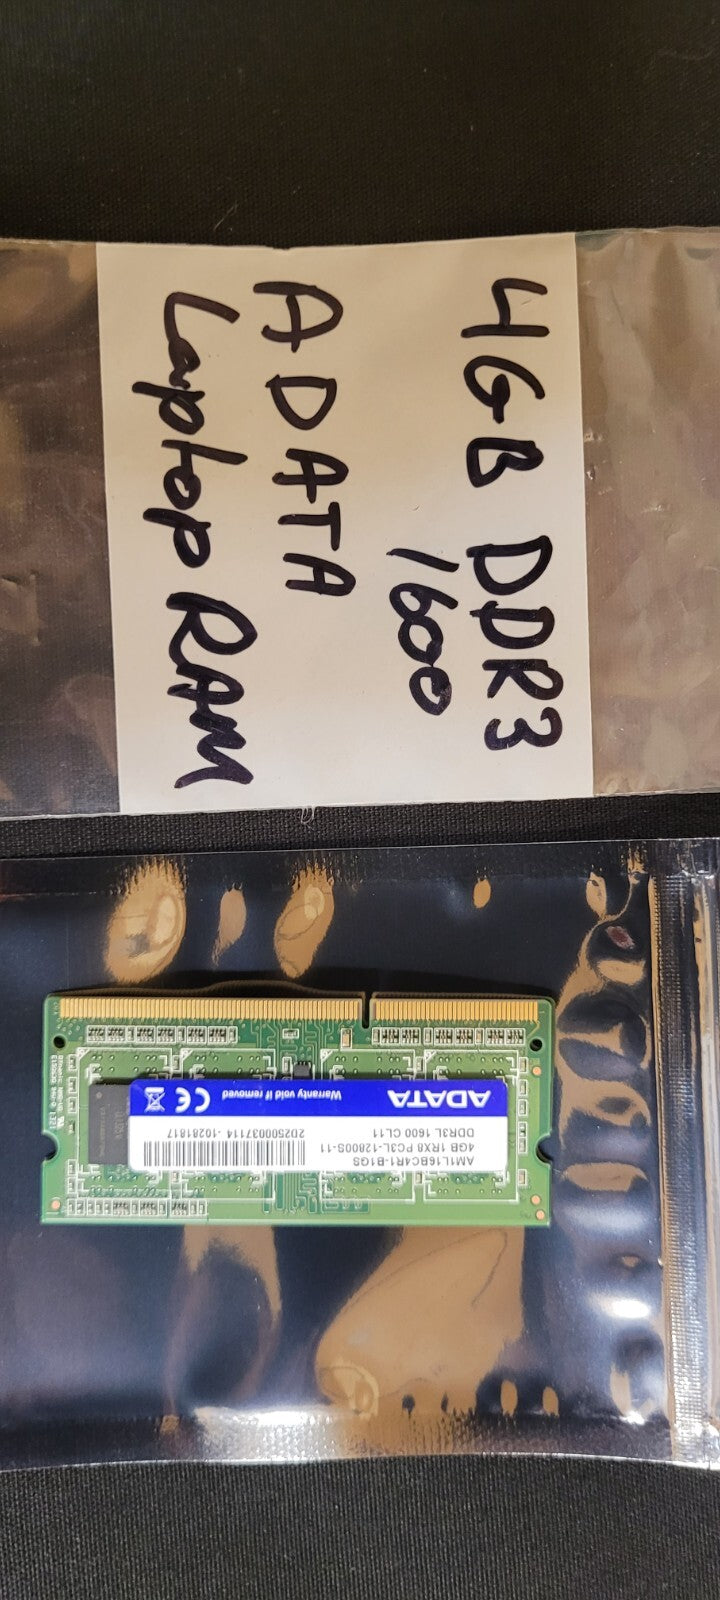 4GB DDR3
1600
ADATA
Laptop RAM
ADATA
Warranty void if removed
CE
AM1L16BC4R1-B1GS
4GB 1RX8 PC3L-12800S-11
DDR3L 1600 CL11
2D2500037114 -10281817